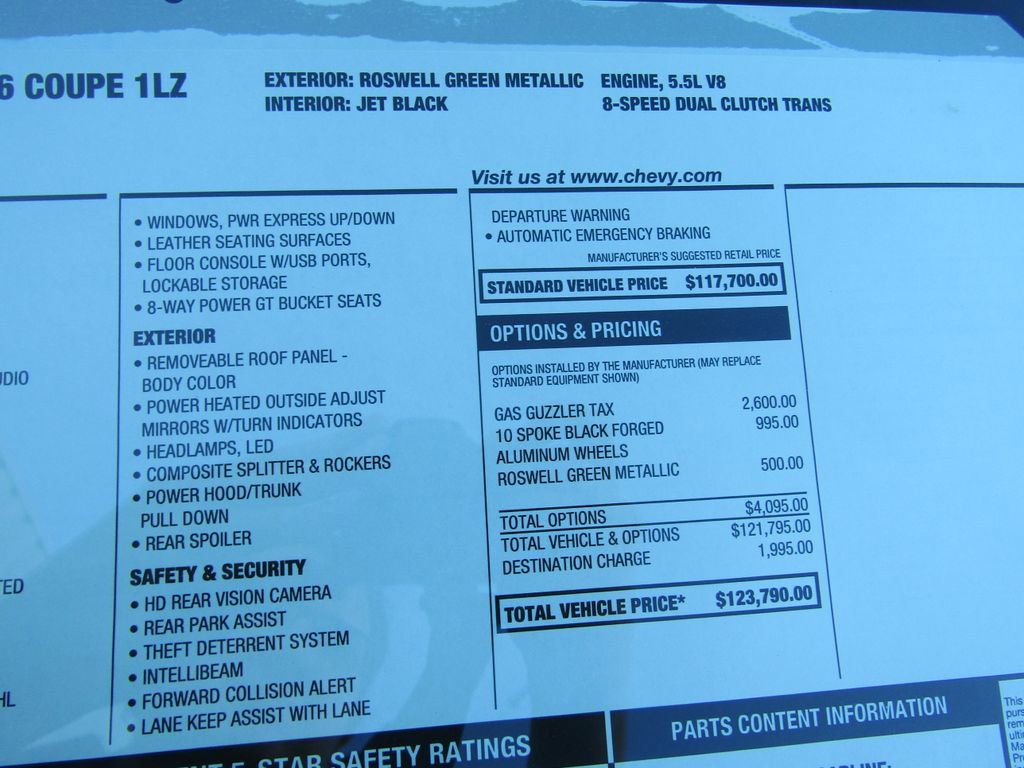 6 COUPE 1LZ
EXTERIOR: ROSWELL GREEN METALLIC
INTERIOR: JET BLACK
ENGINE, 5.5L V8
8-SPEED DUAL CLUTCH TRANS
Visit us at www.chevy.com
UDIO
TED
HL
• WINDOWS, PWR EXPRESS UP/DOWN
• LEATHER SEATING SURFACES
• FLOOR CONSOLE W/USB PORTS,
LOCKABLE STORAGE
• 8-WAY POWER GT BUCKET SEATS
EXTERIOR
• REMOVEABLE ROOF PANEL -
BODY COLOR
• POWER HEATED OUTSIDE ADJUST
MIRRORS W/TURN INDICATORS
• HEADLAMPS, LED
• COMPOSITE SPLITTER & ROCKERS
• POWER HOOD/TRUNK
PULL DOWN
• REAR SPOILER
SAFETY & SECURITY
• HD REAR VISION CAMERA
• REAR PARK ASSIST
• THEFT DETERRENT SYSTEM
• INTELLIBEAM
• FORWARD COLLISION ALERT
• LANE KEEP ASSIST WITH LANE
DEPARTURE WARNING
• AUTOMATIC EMERGENCY BRAKING
MANUFACTURER'S SUGGESTED RETAIL PRICE
STANDARD VEHICLE PRICE $117,700.00
OPTIONS & PRICING
OPTIONS INSTALLED BY THE MANUFACTURER (MAY REPLACE
STANDARD EQUIPMENT SHOWN)
GAS GUZZLER TAX 2,600.00
10 SPOKE BLACK FORGED 995.00
ALUMINUM WHEELS
ROSWELL GREEN METALLIC 500.00
TOTAL OPTIONS $4,095.00
TOTAL VEHICLE & OPTIONS $121,795.00
DESTINATION CHARGE 1,995.00
TOTAL VEHICLE PRICE* $123,790.00
5-STAR SAFETY RATINGS
PARTS CONTENT INFORMATION
This
purs
rem
ulti
Ma
Pr